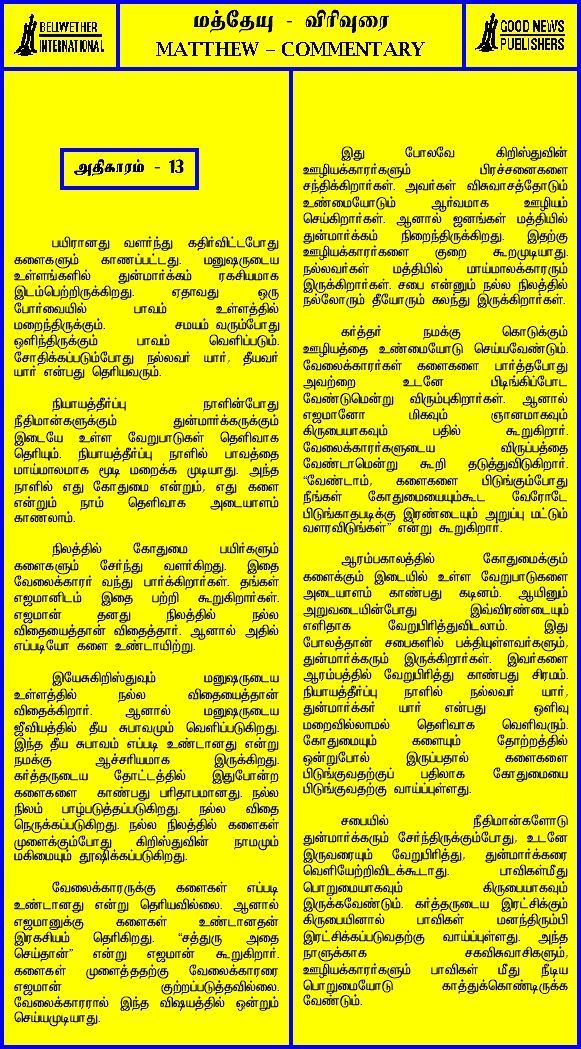 BELIWETHER
INTERNATIONAL
மத்தேயு - விரிவுரை
MATTHEW – COMMENTARY
GOOD NEWS
PUBLISHERS
அதிகாரம் - 13
பயிரானது வளர்ந்து கதிர்விட்டபோது
களைகளும் காணப்பட்டது. மனுஷருடைய
உள்ளங்களில் துன்மார்க்கம் ரகசியமாக
இடம்பெற்றிருக்கிறது. ஏதாவது ஒரு
போர்வையில் பாவம் உள்ளத்தில்
மறைந்திருக்கும். சமயம் வரும்போது
ஒளிந்திருக்கும் பாவம் வெளிப்படும்.
சோதிக்கப்படும்போது நல்லவர் யார், தீயவர்
யார் என்பது தெரியவரும்.
நியாயத்தீர்ப்பு நாளின்போது
நீதிமான்களுக்கும் துன்மார்க்கருக்கும்
இடையே உள்ள வேறுபாடுகள் தெளிவாக
தெரியும். நியாயத்தீர்ப்பு நாளில் பாவத்தை
மாய்மாலமாக மூடி மறைக்க முடியாது. அந்த
நாளில் எது கோதுமை என்றும், எது களை
என்றும் நாம் தெளிவாக அடையாளம்
காணலாம்.
நிலத்தில் கோதுமை பயிர்களும்
களைகளும் சேர்ந்து வளர்கிறது. இதை
வேலைக்காரர் வந்து பார்க்கிறார்கள். தங்கள்
எஜமானிடம் இதை பற்றி கூறுகிறார்கள்.
எஜமான் தனது நிலத்தில் நல்ல
விதையைத்தான் விதைத்தார். ஆனால் அதில்
எப்படியோ களை உண்டாயிற்று.
இயேசுகிறிஸ்துவும் மனுஷருடைய
உள்ளத்தில் நல்ல விதையைத்தான்
விதைக்கிறார். ஆனால் மனுஷருடைய
ஜீவியத்தில் தீய சுபாவமும் வெளிப்படுகிறது.
இந்த தீய சுபாவம் எப்படி உண்டானது என்று
நமக்கு ஆச்சரியமாக இருக்கிறது.
கர்த்தருடைய தோட்டத்தில் இதுபோன்ற
களைகளை காண்பது பரிதாபமானது. நல்ல
நிலம் பாழ்படுத்தப்படுகிறது. நல்ல விதை
நெருக்கப்படுகிறது. நல்ல நிலத்தில் களைகள்
முளைக்கும்போது கிறிஸ்துவின் நாமமும்
மகிமையும் தூஷிக்கப்படுகிறது.
வேலைக்காரருக்கு களைகள் எப்படி
உண்டானது என்று தெரியவில்லை. ஆனால்
எஜமானுக்கு களைகள் உண்டானதன்
இரகசியம் தெரிகிறது. “சத்துரு அதை
செய்தான்” என்று எஜமான் கூறுகிறார்.
களைகள் முளைத்ததற்கு வேலைக்காரரை
எஜமான் குற்றப்படுத்தவில்லை.
வேலைக்காரரால் இந்த விஷயத்தில் ஒன்றும்
செய்யமுடியாது.
இது போலவே கிறிஸ்துவின்
ஊழியக்காரர்களும் பிரச்சனைகளை
சந்திக்கிறார்கள். அவர்கள் விசுவாசத்தோடும்
உண்மையோடும் ஆர்வமாக ஊழியம்
செய்கிறார்கள். ஆனால் ஜனங்கள் மத்தியில்
துன்மார்க்கம் நிறைந்திருக்கிறது. இதற்கு
ஊழியக்காரர்களை குறை கூறமுடியாது.
நல்லவர்கள் மத்தியில் மாய்மாலக்காரரும்
இருக்கிறார்கள். சபை என்னும் நல்ல நிலத்தில்
நல்லோரும் தீயோரும் கலந்து இருக்கிறார்கள்.
கர்த்தர் நமக்கு கொடுக்கும்
ஊழியத்தை உண்மையோடு செய்யவேண்டும்.
வேலைக்காரர்கள் களைகளை பார்த்தபோது
அவற்றை உடனே பிடிங்கிப்போட
வேண்டுமென்று விரும்புகிறார்கள். ஆனால்
எஜமானோ மிகவும் ஞானமாகவும்
கிருபையாகவும் பதில் கூறுகிறார்.
வேலைக்காரர்களுடைய விருப்பத்தை
வேண்டாமென்று கூறி தடுத்துவிடுகிறார்.
“வேண்டாம், களைகளை பிடுங்கும்போது
நீங்கள் கோதுமையையும்கூட வேரோடே
பிடுங்காதபடிக்கு இரண்டையும் அறுப்பு மட்டும்
வளரவிடுங்கள்” என்று கூறுகிறார்.
ஆரம்பகாலத்தில் கோதுமைக்கும்
களைக்கும் இடையில் உள்ள வேறுபாடுகளை
அடையாளம் காண்பது கடினம். ஆயினும்
அறுவடையின்போது இவ்விரண்டையும்
எளிதாக வேறுபிரித்துவிடலாம். இது
போலத்தான் சபைகளில் பக்தியுள்ளவர்களும்,
துன்மார்க்கரும் இருக்கிறார்கள். இவர்களை
ஆரம்பத்தில் வேறுபிரித்து காண்பது சிரமம்.
நியாயத்தீர்ப்பு நாளில் நல்லவர் யார்,
துன்மார்க்கர் யார் என்பது ஒளிவு
மறைவில்லாமல் தெளிவாக வெளிவரும்.
கோதுமையும் களையும் தோற்றத்தில்
ஒன்றுபோல் இருப்பதால் களைகளை
பிடுங்குவதற்குப் பதிலாக கோதுமையை
பிடுங்குவதற்கு வாய்ப்புள்ளது.
சபையில் நீதிமான்களோடு
துன்மார்க்கரும் சேர்ந்திருக்கும்போது, உடனே
இருவரையும் வேறுபிரித்து, துன்மார்க்கரை
வெளியேற்றிவிடக்கூடாது. பாவிகள்மீது
பொறுமையாகவும் கிருபையாகவும்
இருக்கவேண்டும். கர்த்தருடைய இரட்சிக்கும்
கிருபையினால் பாவிகள் மனந்திரும்பி
இரட்சிக்கப்படுவதற்கு வாய்ப்புள்ளது. அந்த
நாளுக்காக சகவிசுவாசிகளும்,
ஊழியக்காரர்களும் பாவிகள் மீது நீடிய
பொறுமையோடு காத்துக்கொண்டிருக்க
வேண்டும்.